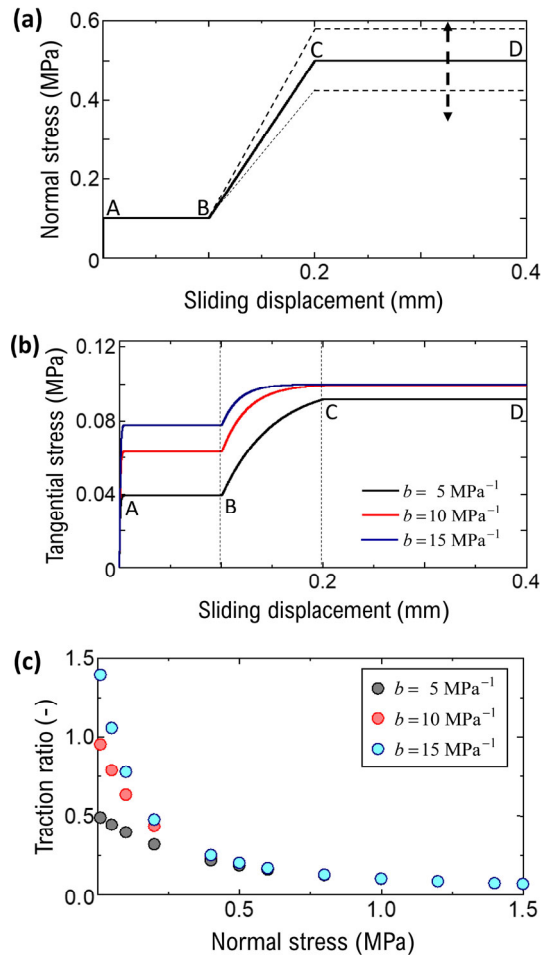 (a)
Normal stress (MPa)
0.6
0.4
0.2
0
A
B
C
D
0
0.2
0.4
Sliding displacement (mm)
(b)
Tangential stress (MPa)
0.12
0.08
0.04
0
A
B
C
D
b = 5 MPa⁻¹
b = 10 MPa⁻¹
b = 15 MPa⁻¹
0
0.2
0.4
Sliding displacement (mm)
(c)
Traction ratio (-)
1.5
1.0
0.5
0.0
b = 5 MPa⁻¹
b = 10 MPa⁻¹
b = 15 MPa⁻¹
0.5
1.0
1.5
Normal stress (MPa)